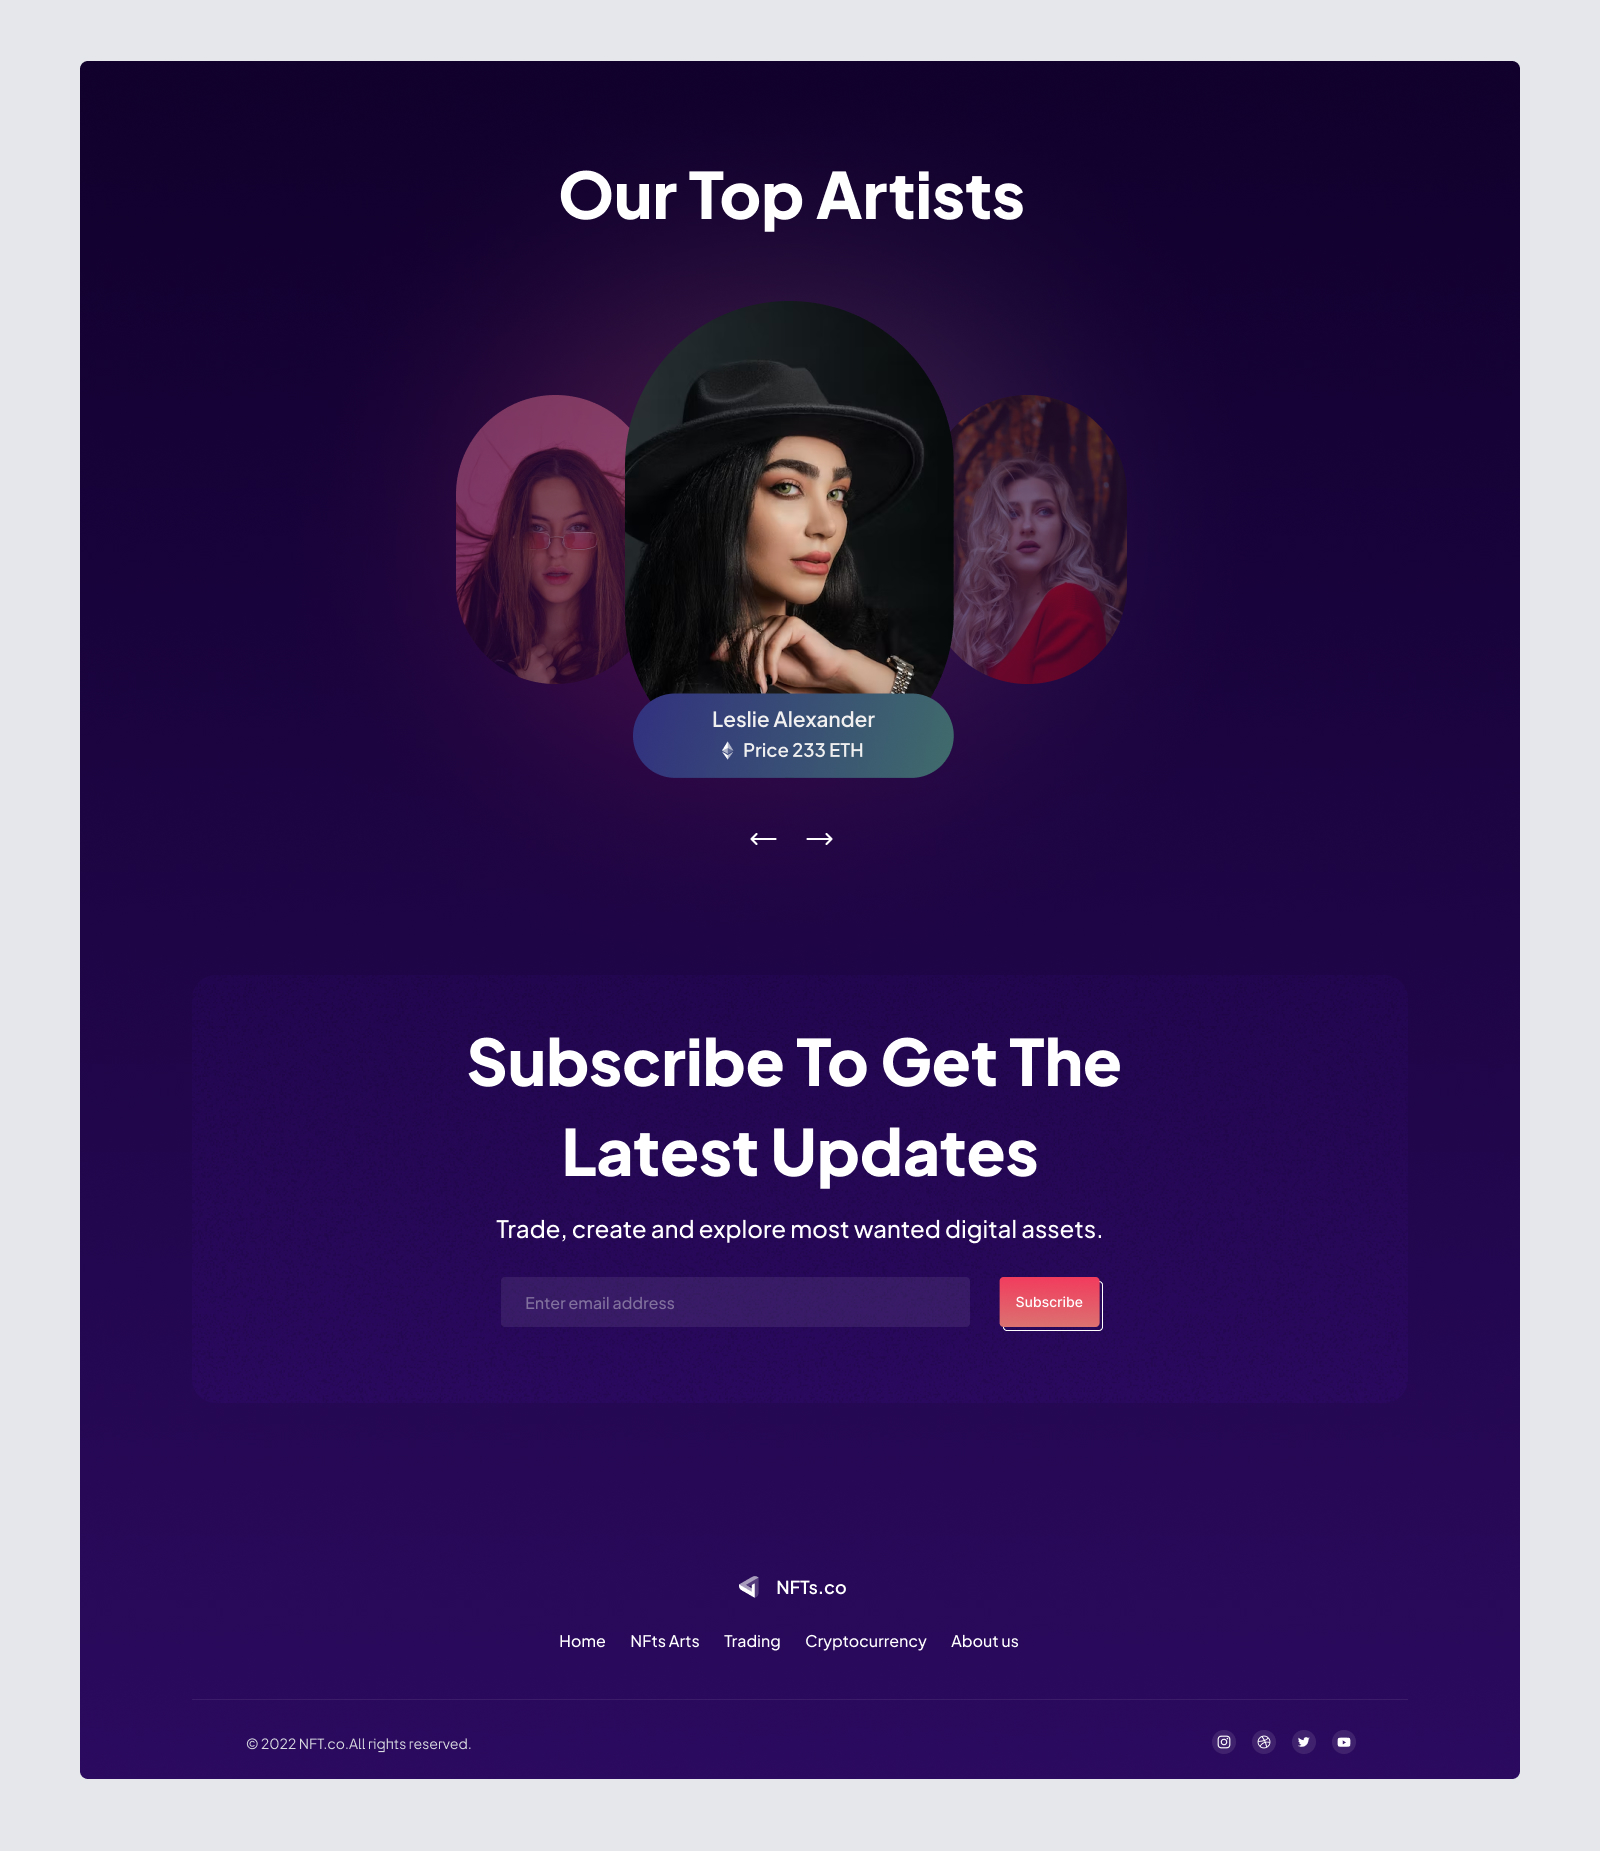 Our Top Artists
Leslie Alexander
Price 233 ETH
Subscribe To Get The
Latest Updates
Trade, create and explore most wanted digital assets.
Enter email address
Subscribe
NFTs.co
Home NFts Arts Trading Cryptocurrency About us
© 2022 NFT.co.All rights reserved.